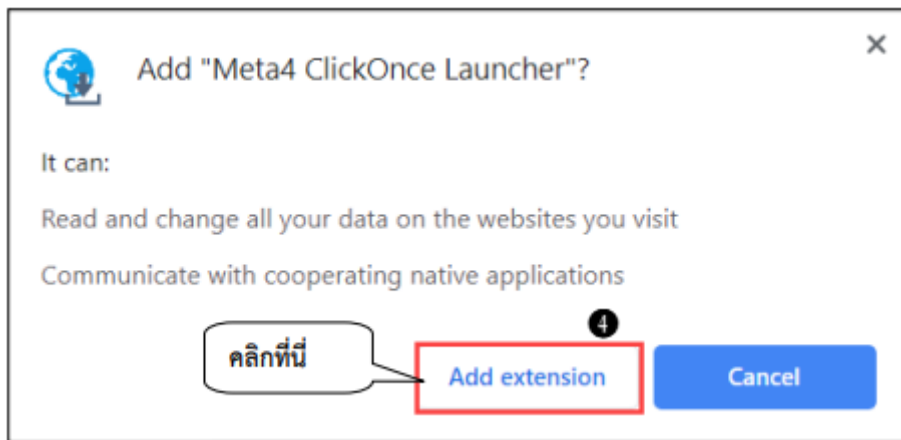 Add "Meta4 ClickOnce Launcher"?
It can:
Read and change all your data on the websites you visit
Communicate with cooperating native applications
4
คลิกที่นี่
Add extension
Cancel